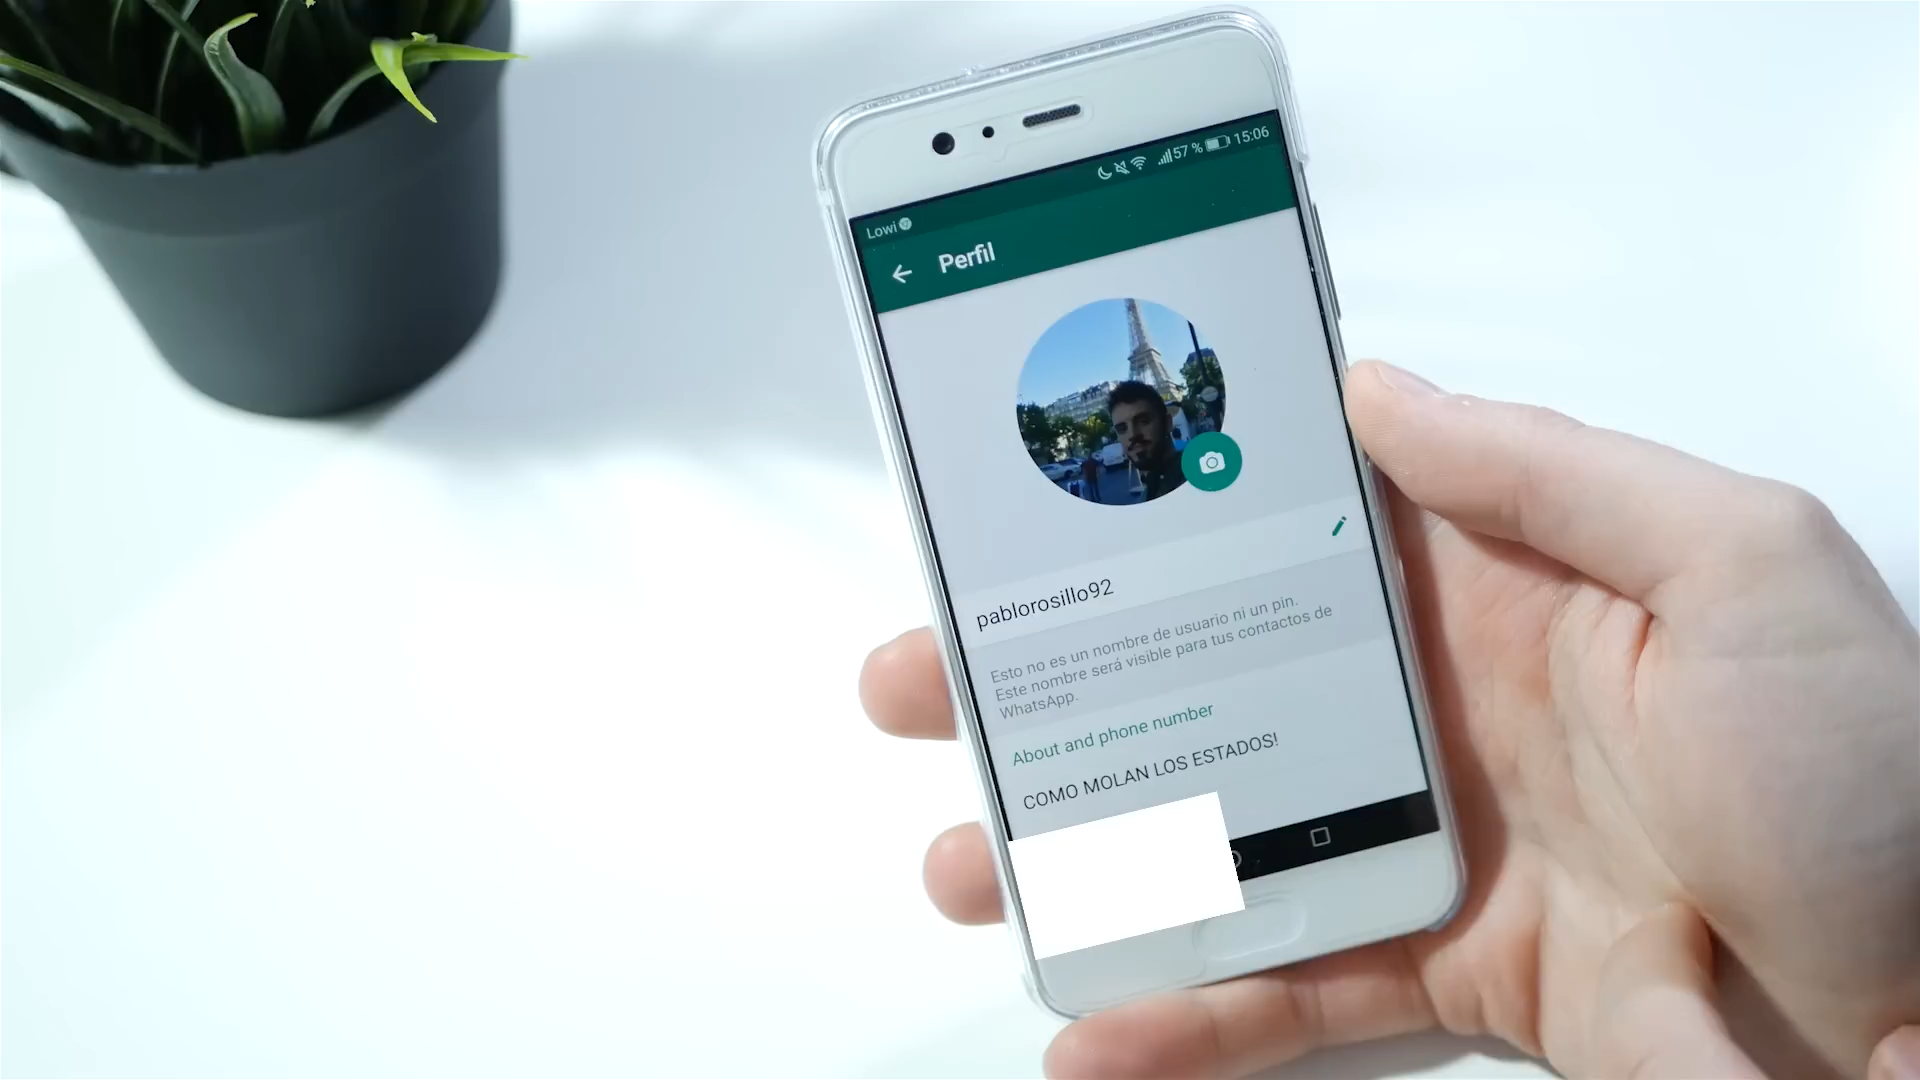 Lowi 57 % 15:06
Perfil
pablorosillo92
Esto no es un nombre de usuario ni un pin.
Este nombre será visible para tus contactos de
WhatsApp.
About and phone number
COMO MOLAN LOS ESTADOS!